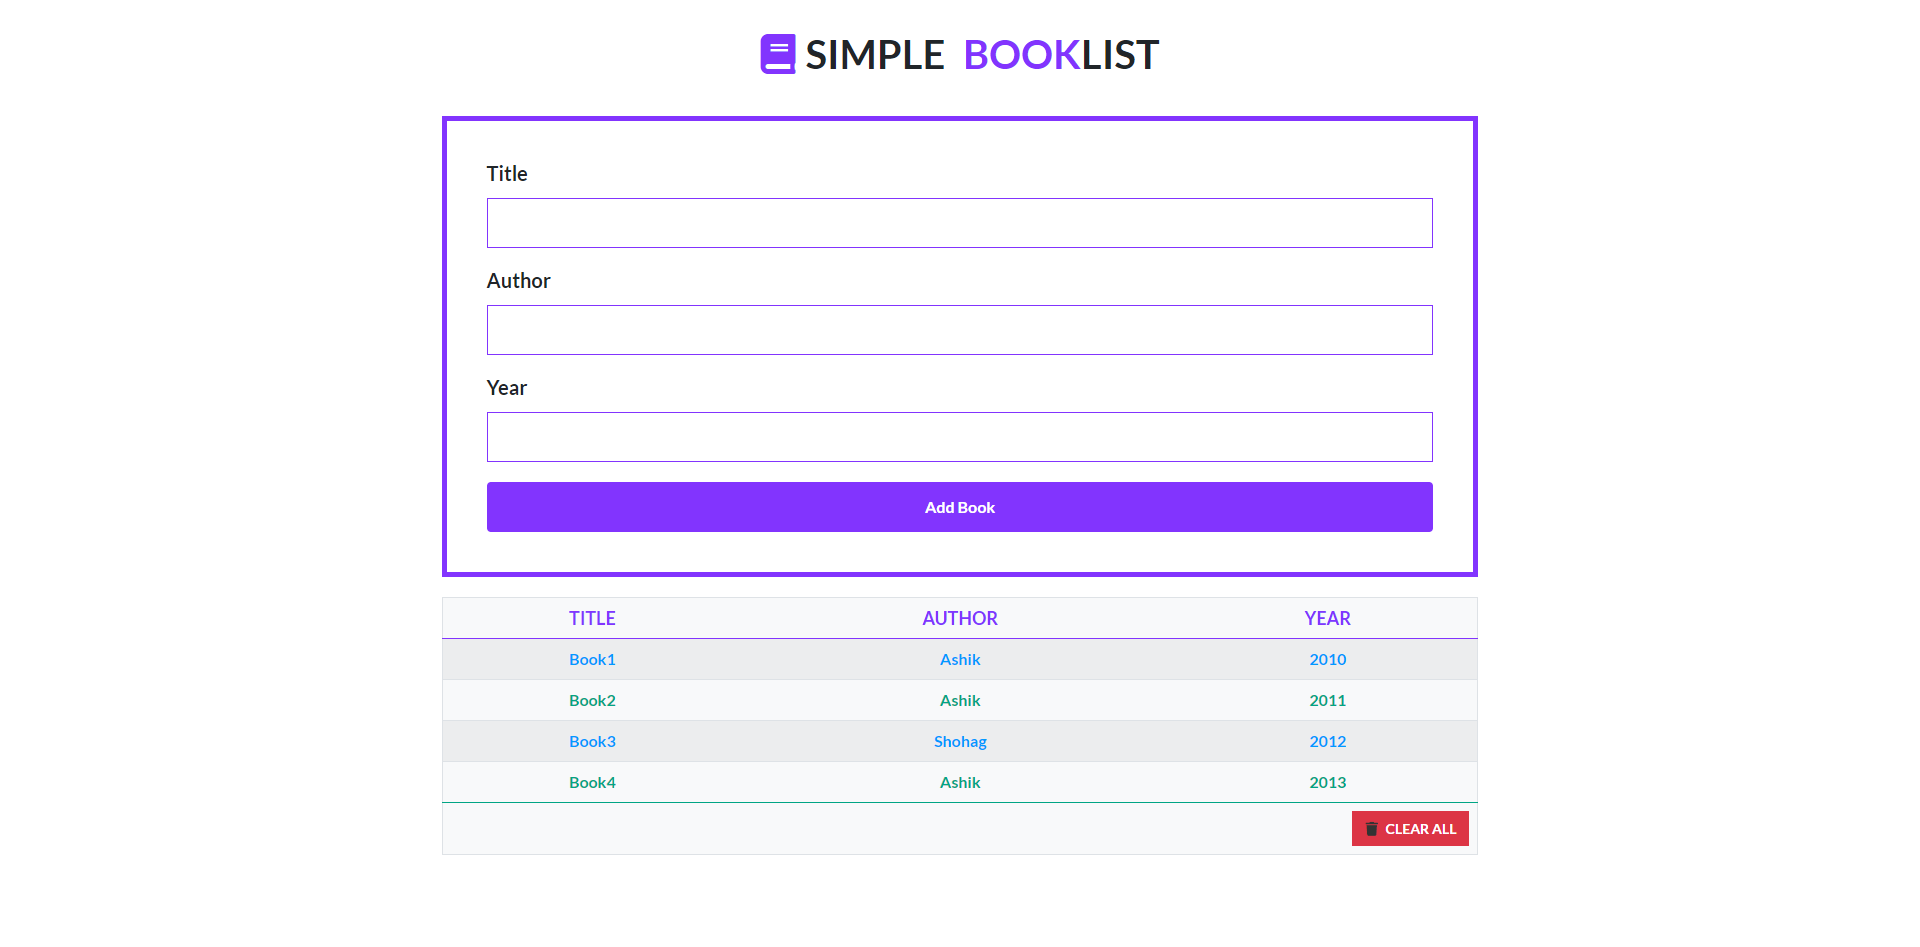 SIMPLE BOOKLIST
Title
Author
Year
Add Book
TITLE AUTHOR YEAR
Book1 Ashik 2010
Book2 Ashik 2011
Book3 Shohag 2012
Book4 Ashik 2013
CLEAR ALL